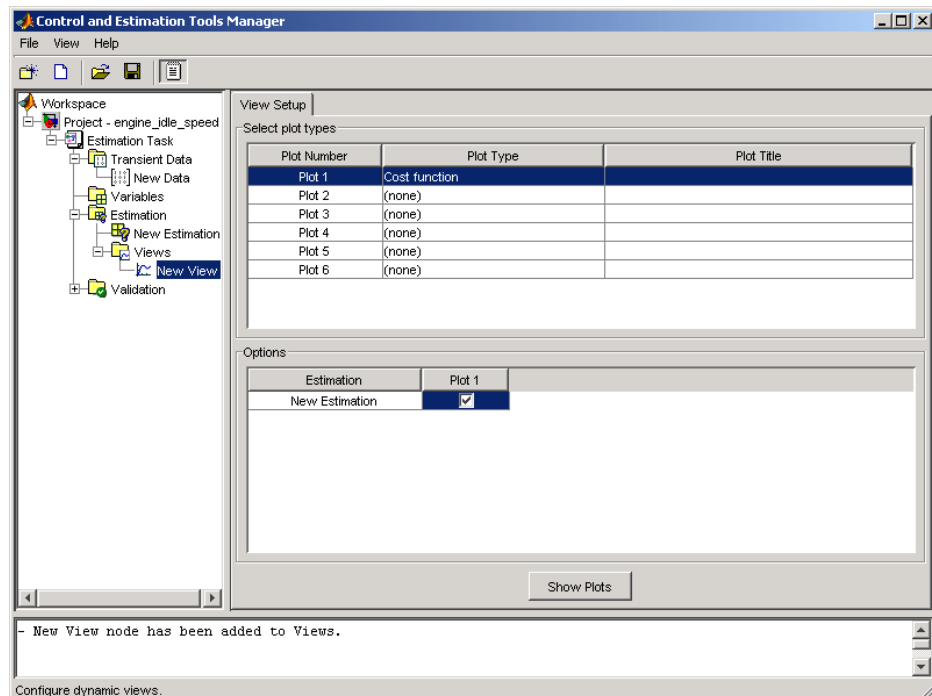 Control and Estimation Tools Manager
File View Help
Workspace
Project - engine_idle_speed
Estimation Task
Transient Data
New Data
Variables
Estimation
New Estimation
Views
New View
Validation
View Setup
Select plot types
Plot Number Plot Type Plot Title
Plot 1 Cost function
Plot 2 (none)
Plot 3 (none)
Plot 4 (none)
Plot 5 (none)
Plot 6 (none)
Options
Estimation Plot 1
New Estimation
Show Plots
- New View node has been added to Views.
Configure dynamic views.